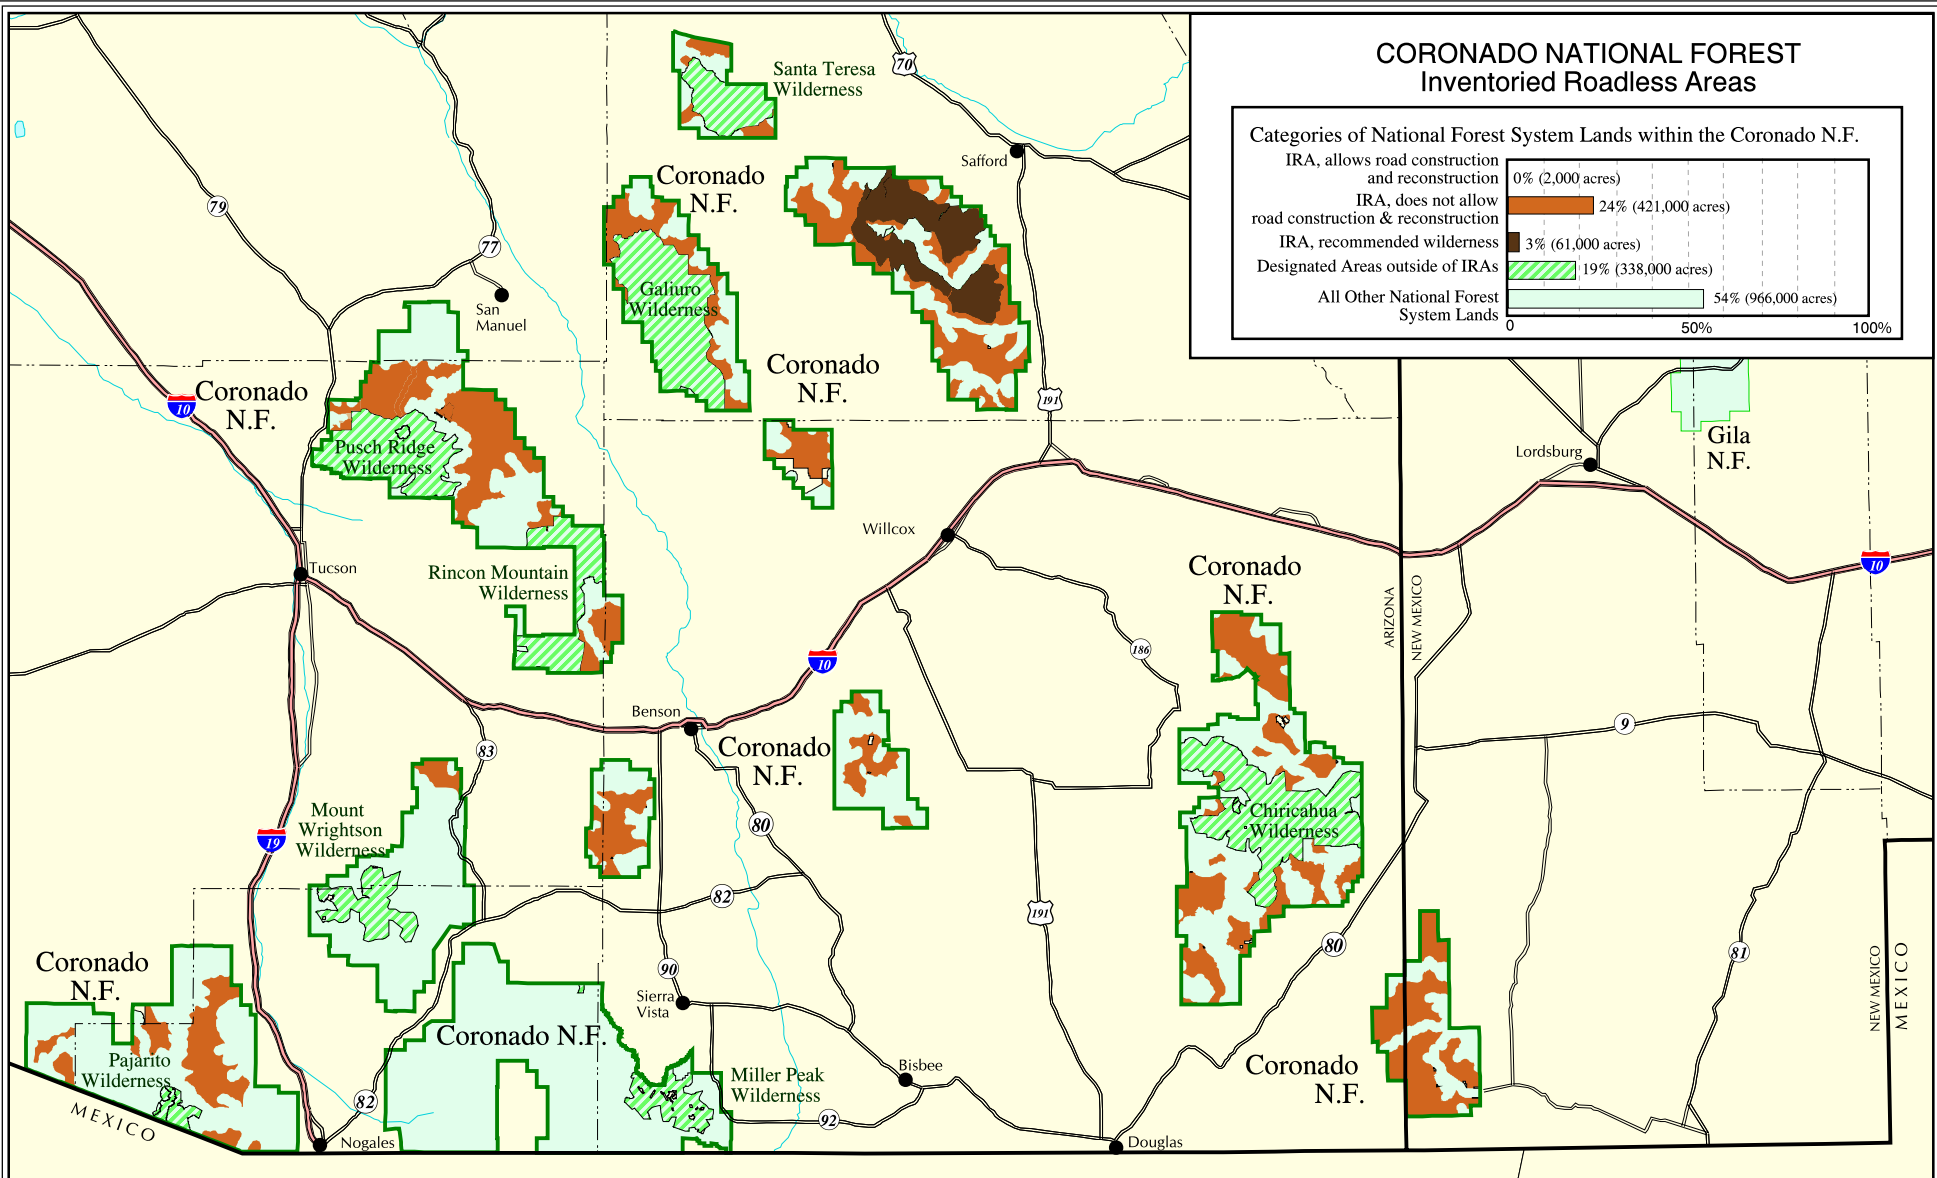 CORONADO NATIONAL FOREST
Inventoried Roadless Areas
Categories of National Forest System Lands within the Coronado N.F.
IRA, allows road construction
and reconstruction
0% (2,000 acres)
IRA, does not allow
road construction & reconstruction
24% (421,000 acres)
IRA, recommended wilderness
3% (61,000 acres)
Designated Areas outside of IRAs
19% (338,000 acres)
All Other National Forest
System Lands
54% (966,000 acres)
0 50% 100%
70
Santa Teresa
Wilderness
Safford
Coronado
N.F.
79
77
San
Manuel
Galiuro
Wilderness
Coronado
N.F.
Coronado
N.F.
10
191
Pusch Ridge
Wilderness
Gila
N.F.
Lordsburg
Willcox
Tucson
Rincon Mountain
Wilderness
Coronado
N.F.
10
ARIZONA
NEW MEXICO
186
10
Benson
Coronado
N.F.
83
9
Mount
Wrightson
Wilderness
19
80
Chiricahua
Wilderness
82
191
80
81
Coronado
N.F.
90
Sierra
Vista
NEW MEXICO
MEXICO
Coronado N.F.
Pajarito
Wilderness
Bisbee
Miller Peak
Wilderness
Coronado
N.F.
82
92
MEXICO
Nogales
Douglas